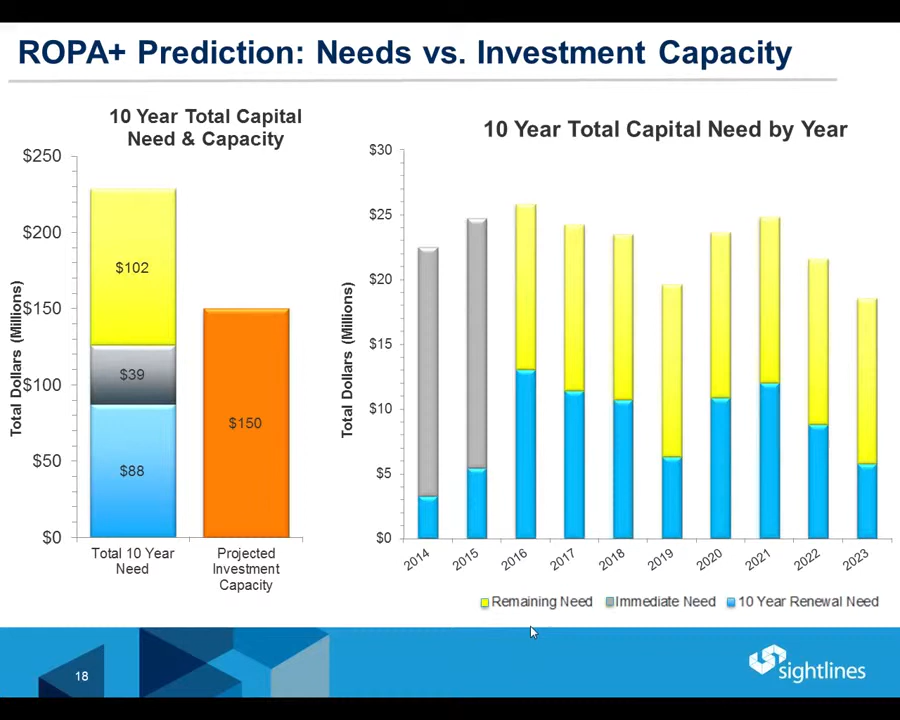 ROPA+ Prediction: Needs vs. Investment Capacity
10 Year Total Capital
Need & Capacity
$250
$200
$150
$100
$50
$0
Total Dollars (Millions)
$102
$39
$88
$150
Total 10 Year
Need
Projected
Investment
Capacity
10 Year Total Capital Need by Year
$30
$25
$20
$15
$10
$5
$0
Total Dollars (Millions)
2014
2015
2016
2017
2018
2019
2020
2021
2022
2023
Remaining Need
Immediate Need
10 Year Renewal Need
18
sightlines